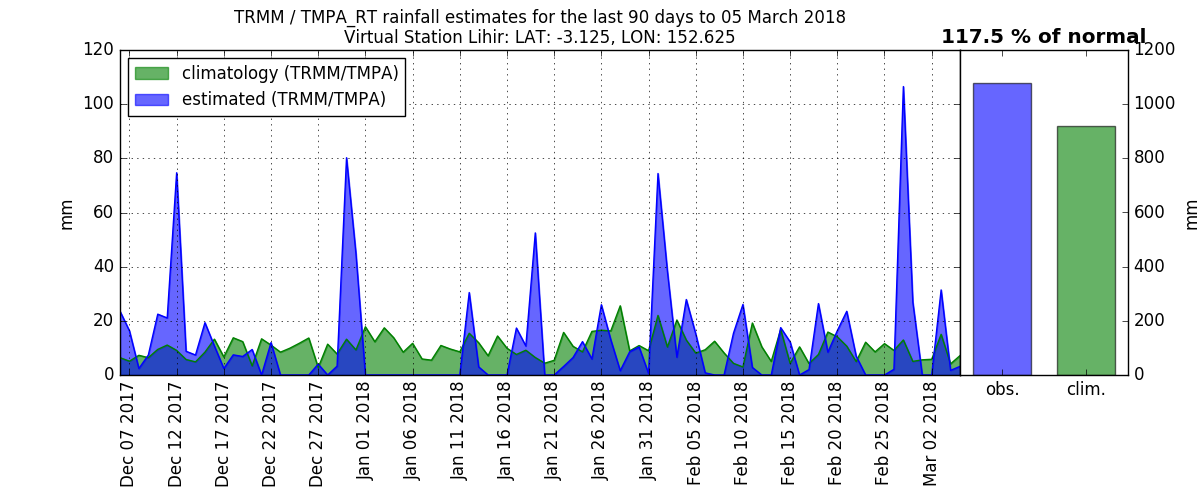 TRMM / TMPA_RT rainfall estimates for the last 90 days to 05 March 2018
Virtual Station Lihir: LAT: -3.125, LON: 152.625
117.5 % of normal
climatology (TRMM/TMPA)
estimated (TRMM/TMPA)
mm
120
100
80
60
40
20
0
Dec 07 2017
Dec 12 2017
Dec 17 2017
Dec 22 2017
Dec 27 2017
Jan 01 2018
Jan 06 2018
Jan 11 2018
Jan 16 2018
Jan 21 2018
Jan 26 2018
Jan 31 2018
Feb 05 2018
Feb 10 2018
Feb 15 2018
Feb 20 2018
Feb 25 2018
Mar 02 2018
obs.
clim.
1200
1000
800
600
400
200
0
mm